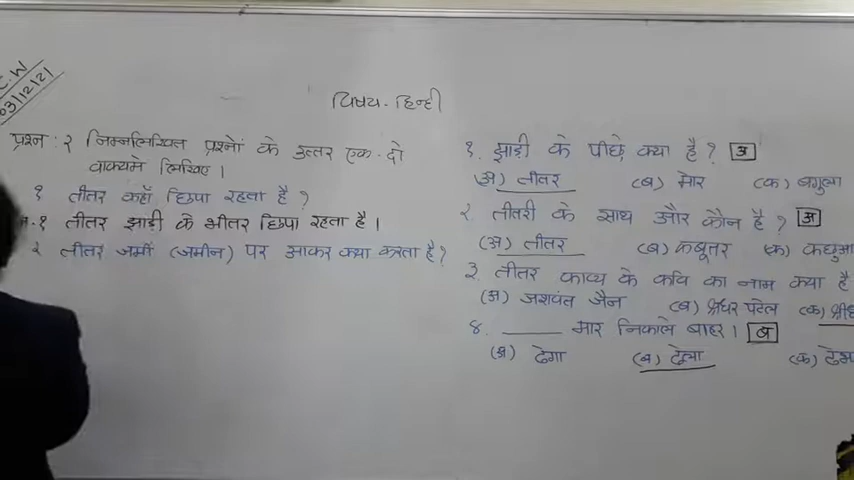 C.W
03/12/21
विषय - हिन्दी
प्रश्न : २ निम्नलिखित प्रश्नों के उत्तर एक - दो
वाक्यमे लिखिए ।
१ तीतर कहाँ छिपा रहता है ?
१ तीतर झाड़ी के भीतर छिपा रहता है ।
२ तीतर जमीं (जमीन) पर आकर क्या करता है ?
१. झाड़ी के पीछे क्या है ? अ
(अ) तीतर (ब) मोर (क) बगुला
२. तीतरी के साथ और कौन है ? अ
(अ) तीतर (ब) कबूतर (क) कछुआ
३. तीतर काव्य के कवि का नाम क्या है
(अ) जशवंत जैन (ब) श्रीधर पटेल (क)
४. ______ मार निकाले बाहर । ब
(अ) ढेगा (ब) ढेला (क)